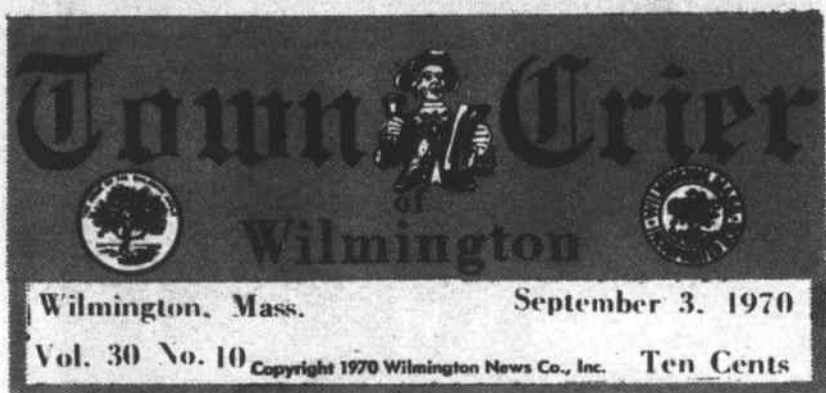 Town Crier
of
Wilmington
Wilmington, Mass. September 3, 1970
Vol. 30 No. 10 Copyright 1970 Wilmington News Co., Inc. Ten Cents